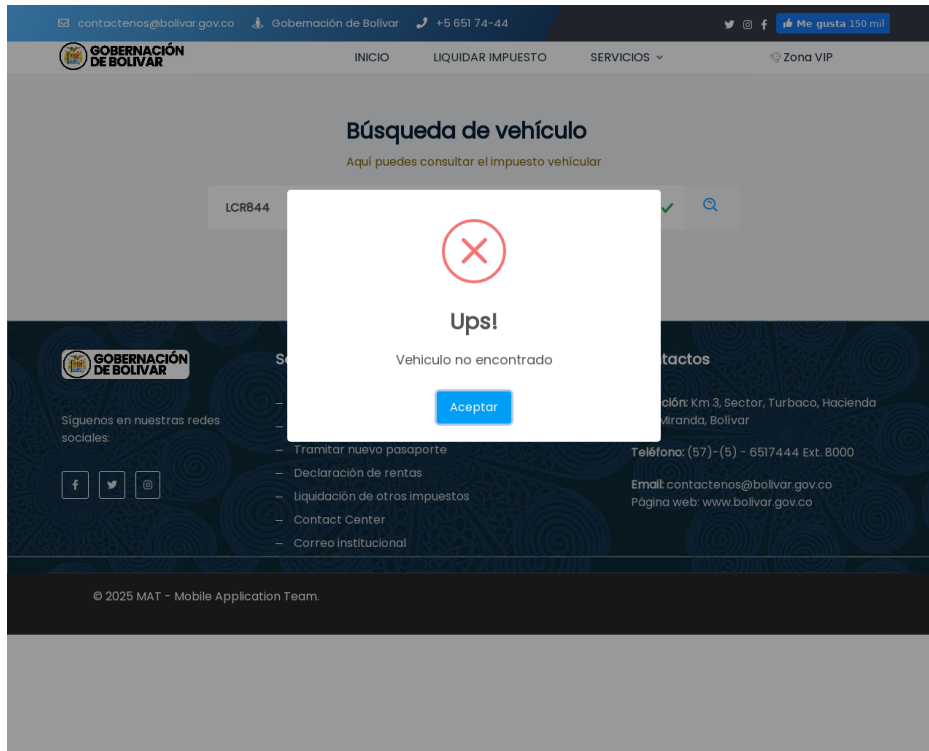 contactenos@bolivar.gov.co Gobernación de Bolívar +5 651 74-44 Me gusta 150 mil
GOBERNACIÓN
DE BOLÍVAR
INICIO LIQUIDAR IMPUESTO SERVICIOS Zona VIP
Búsqueda de vehículo
Aquí puedes consultar el impuesto vehícular
LCR844
Ups!
Vehiculo no encontrado
Aceptar
GOBERNACIÓN
DE BOLÍVAR
Síguenos en nuestras redes
sociales:
Tramitar nuevo pasaporte
Declaración de rentas
Liquidación de otros impuestos
Contact Center
Correo institucional
Km 3, Sector, Turbaco, Hacienda
Miranda, Bolívar
Teléfono: (57)-(5) - 6517444 Ext. 8000
Email: contactenos@bolivar.gov.co
Página web: www.bolivar.gov.co
© 2025 MAT - Mobile Application Team.